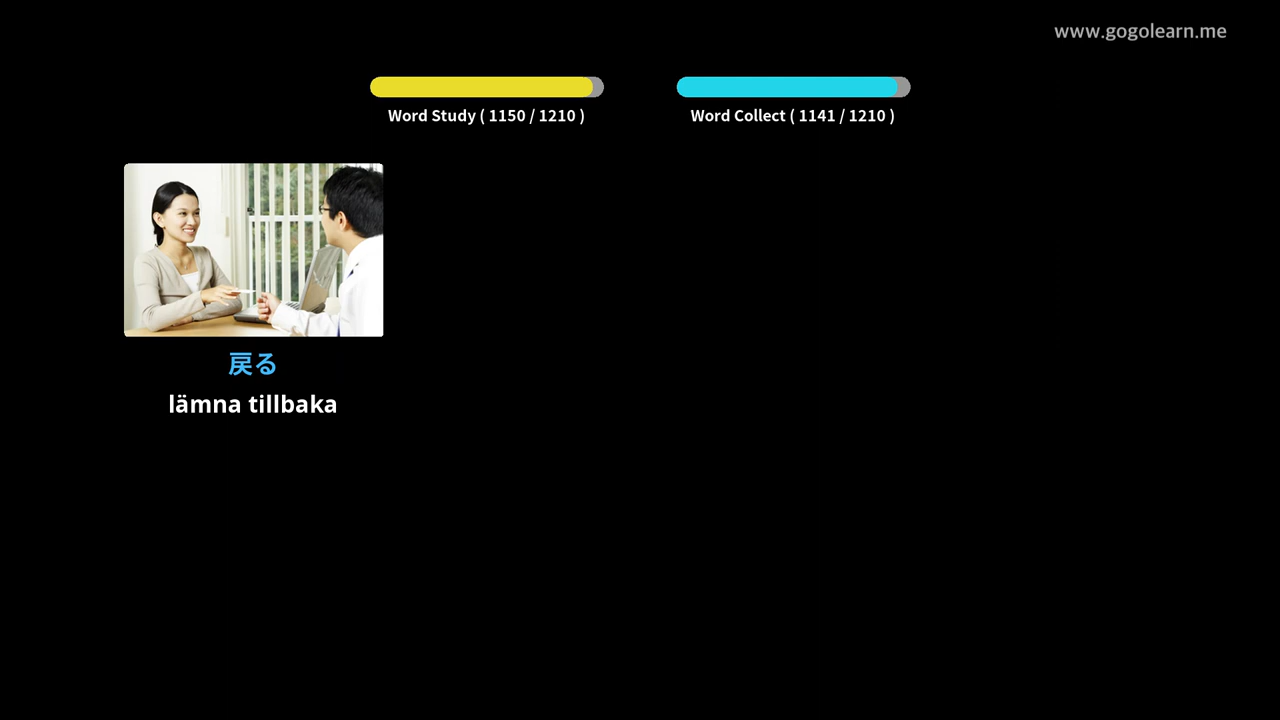 www.gogolearn.me
Word Study ( 1150 / 1210 )
Word Collect ( 1141 / 1210 )
戻る
lämna tillbaka